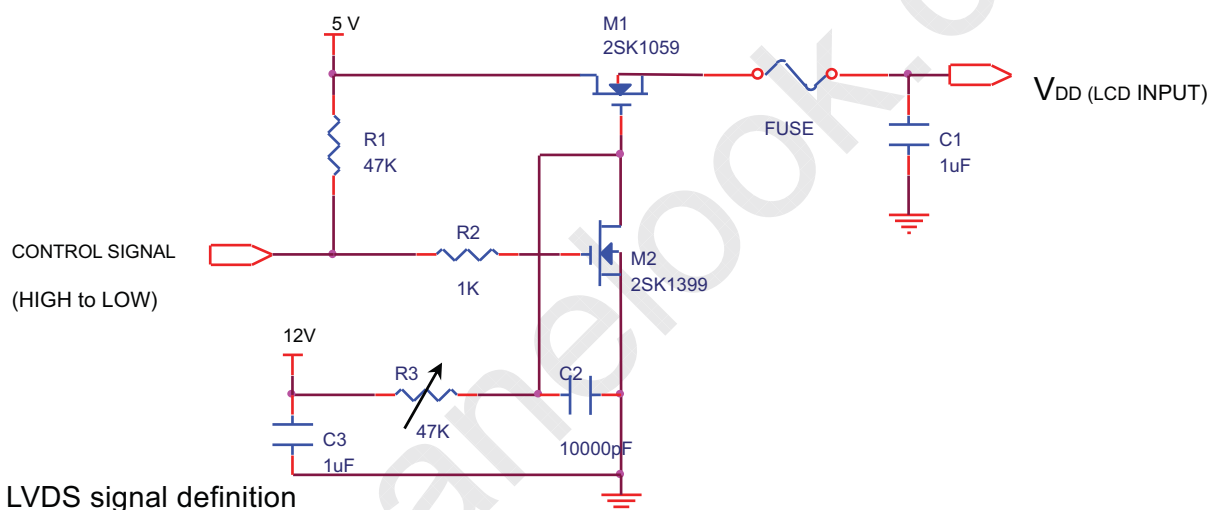 5 V
M1
2SK1059
R1
47K
FUSE
VDD (LCD INPUT)
C1
1uF
CONTROL SIGNAL
(HIGH to LOW)
R2
1K
M2
2SK1399
12V
R3
47K
C2
10000pF
C3
1uF
LVDS signal definition